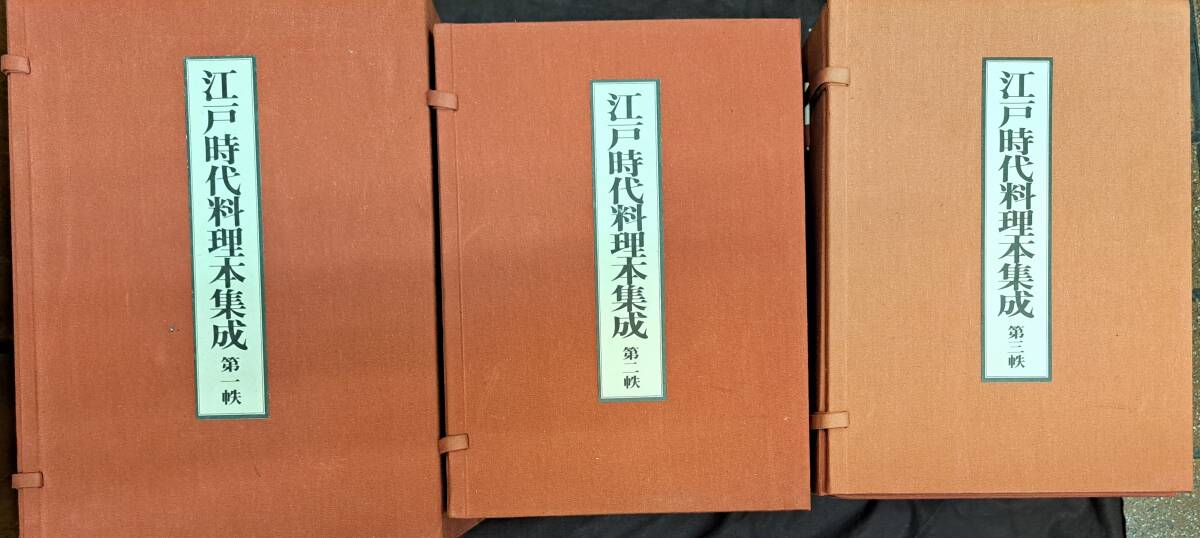 江戸時代料理本集成 第一帙
江戸時代料理本集成 第二帙
江戸時代料理本集成 第三帙